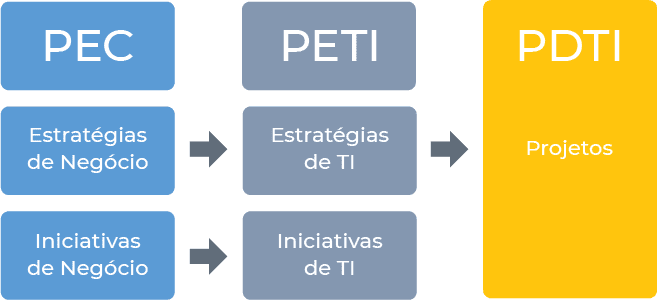 PEC
PETI
PDTI
Estratégias
de Negócio
Estratégias
de TI
Projetos
Iniciativas
de Negócio
Iniciativas
de TI